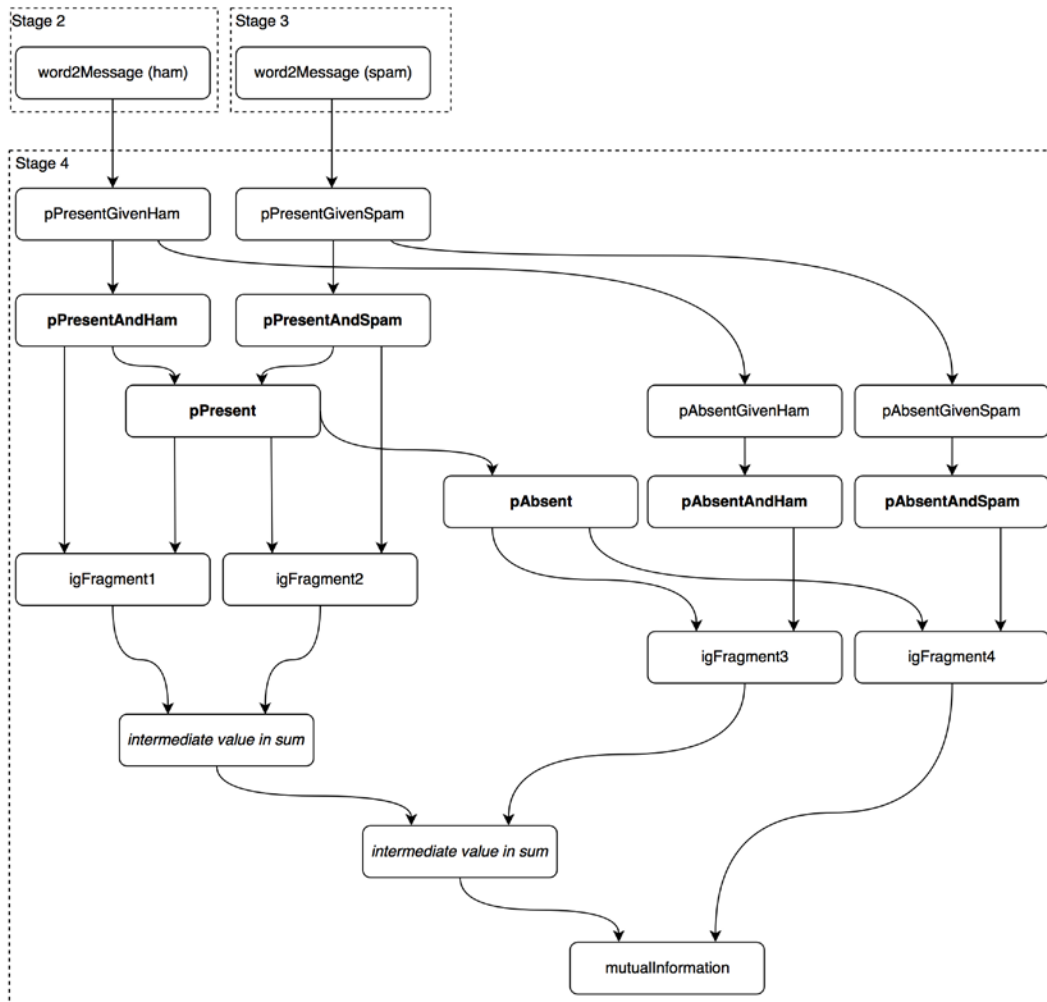 Stage 2
Stage 3
word2Message (ham)
word2Message (spam)
Stage 4
pPresentGivenHam
pPresentGivenSpam
pPresentAndHam
pPresentAndSpam
pPresent
pAbsentGivenHam
pAbsentGivenSpam
pAbsent
pAbsentAndHam
pAbsentAndSpam
igFragment1
igFragment2
igFragment3
igFragment4
intermediate value in sum
intermediate value in sum
mutualInformation